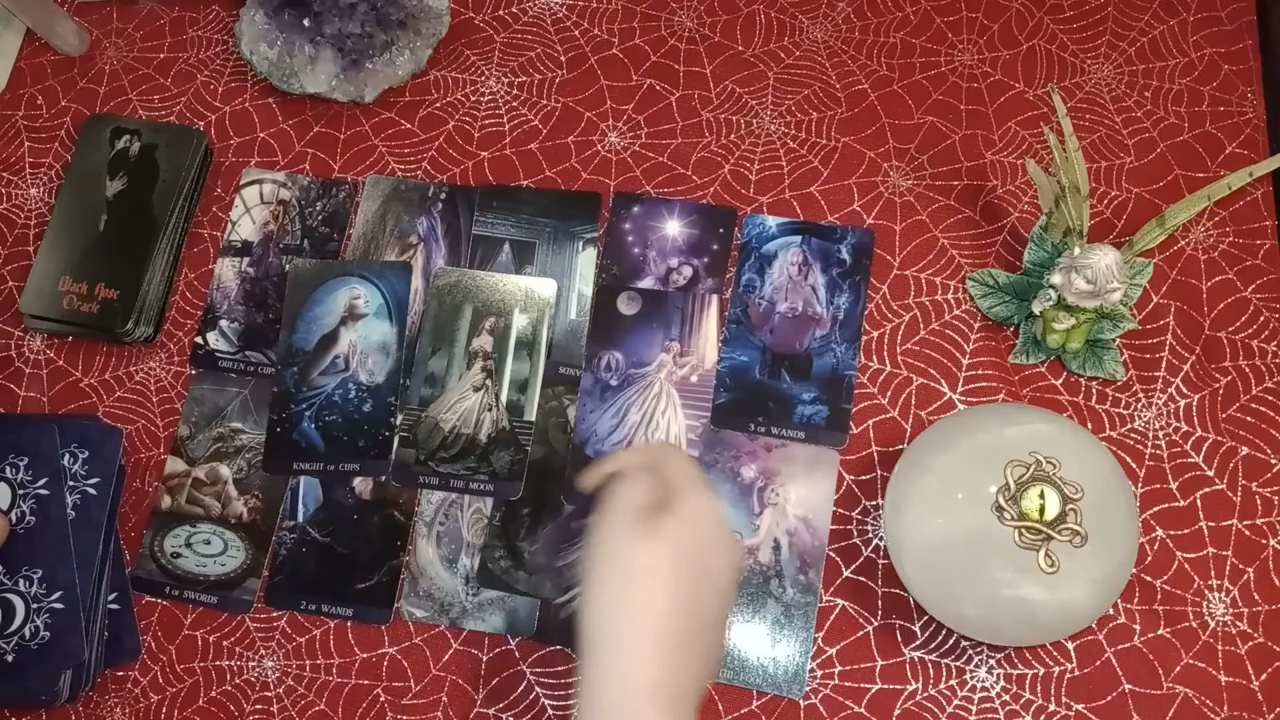 Black Rose
Oracle
QUEEN OF CUPS
KNIGHT OF CUPS
XVIII - THE MOON
3 OF WANDS
4 OF SWORDS
2 OF WANDS